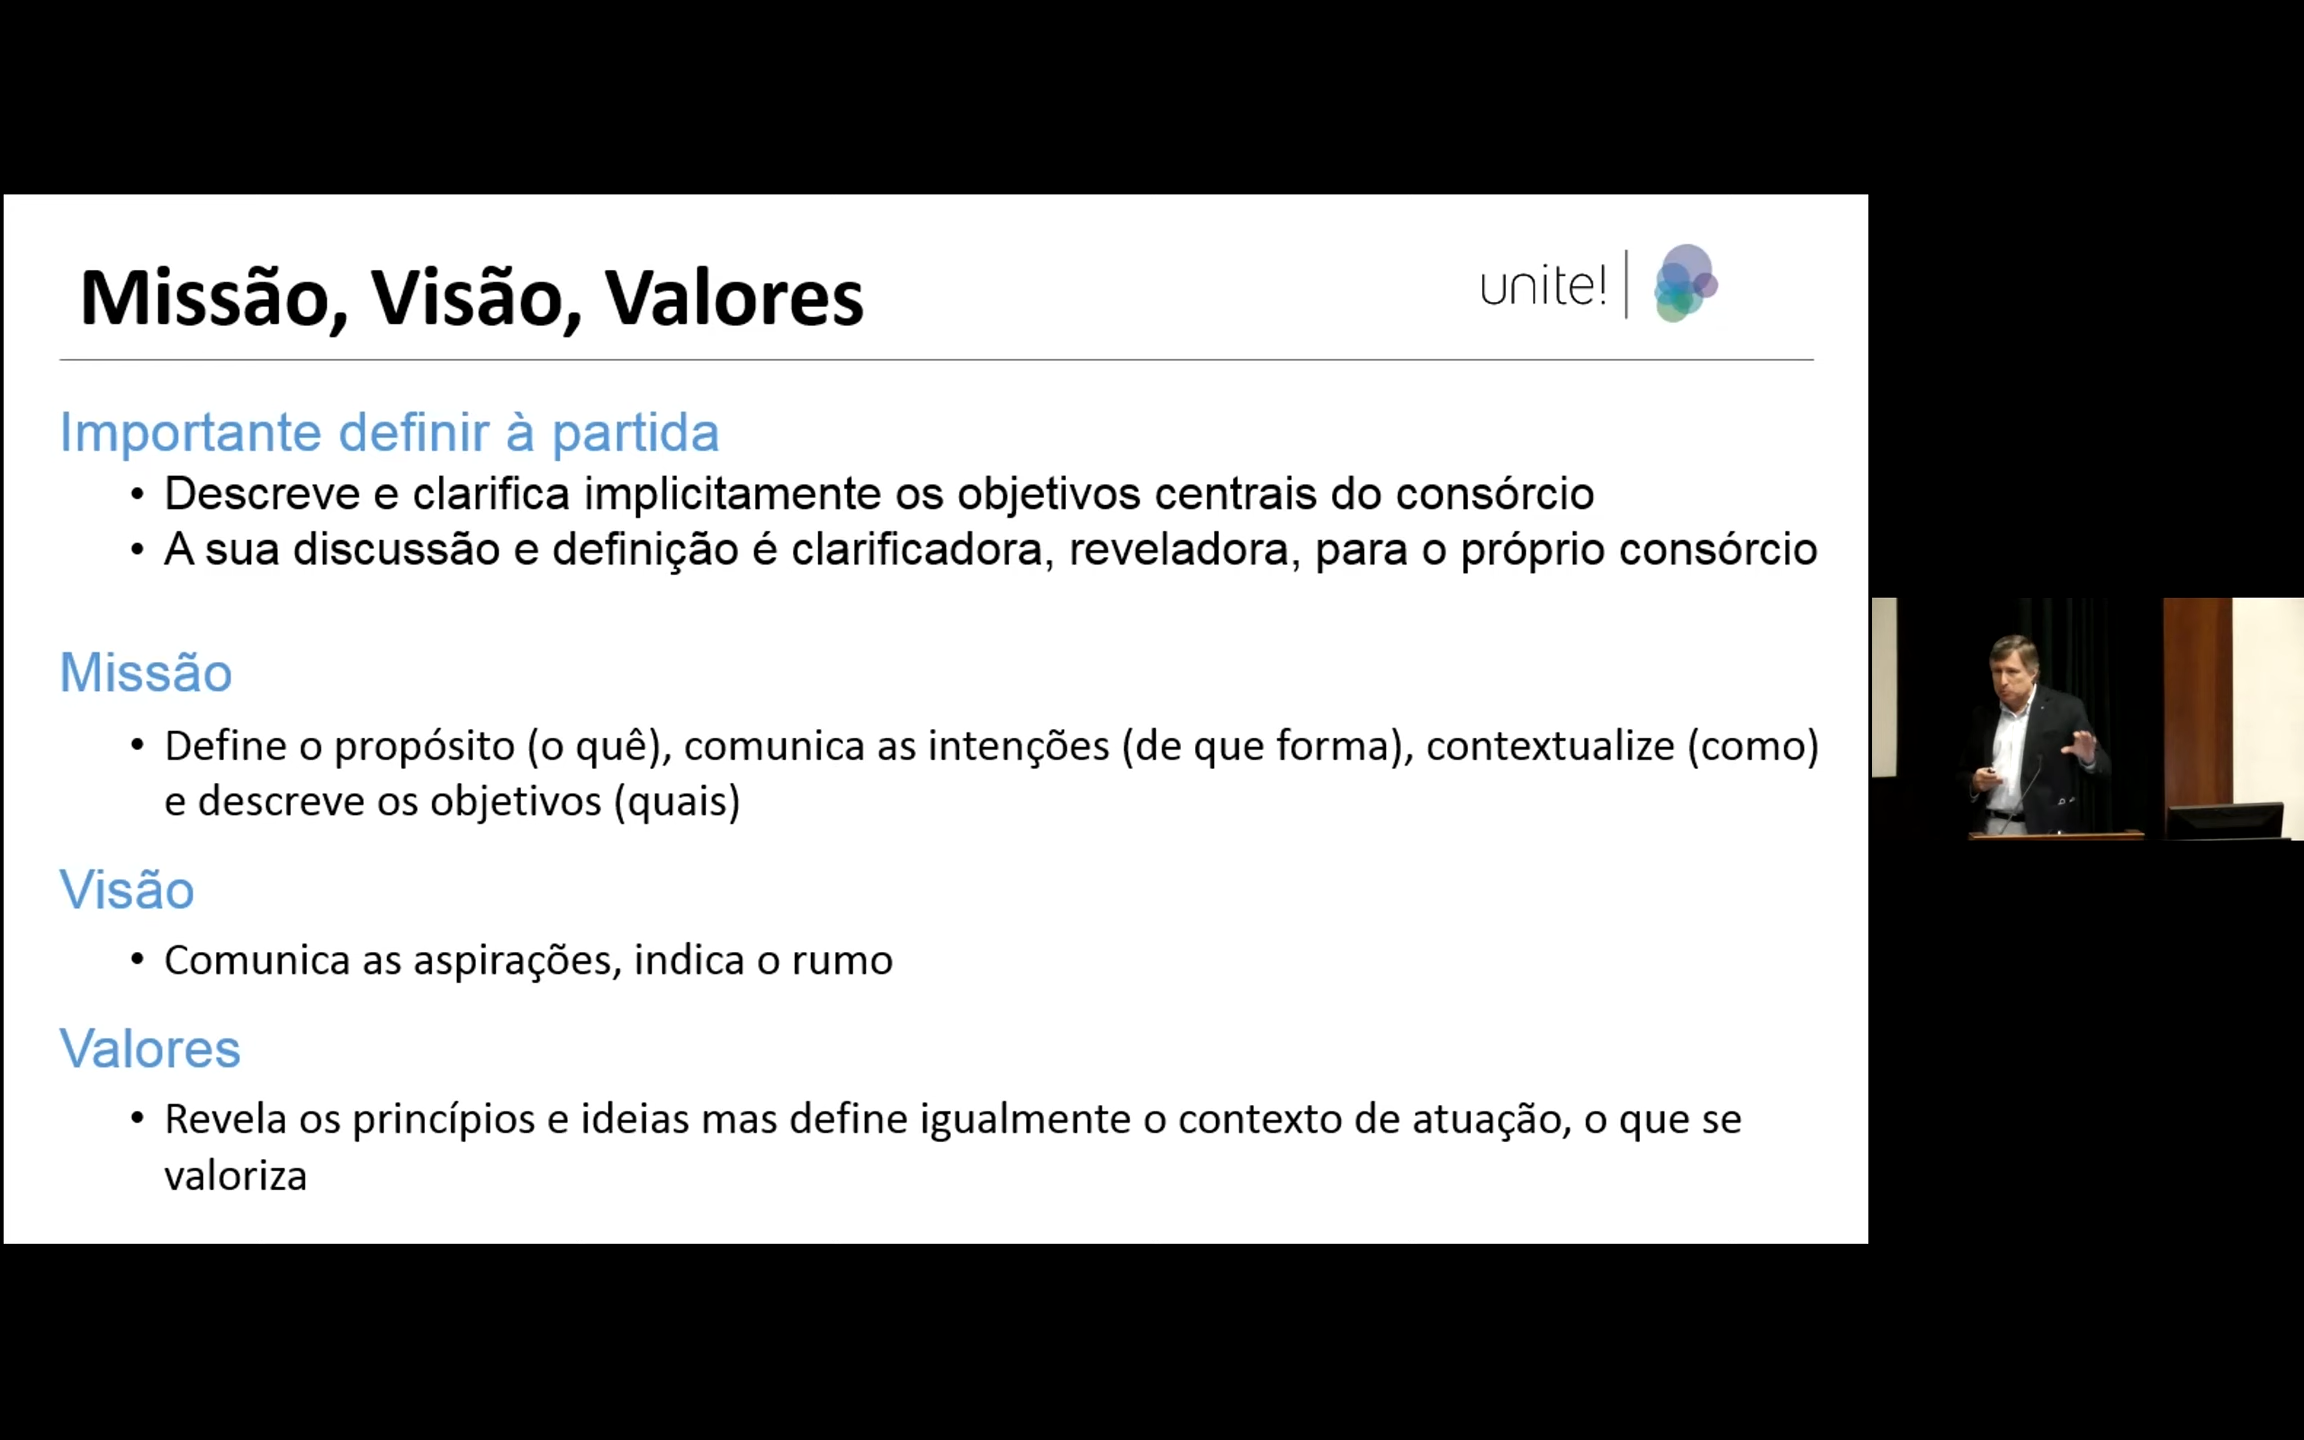 Missão, Visão, Valores
unite!
Importante definir à partida
• Descreve e clarifica implicitamente os objetivos centrais do consórcio
• A sua discussão e definição é clarificadora, reveladora, para o próprio consórcio
Missão
• Define o propósito (o quê), comunica as intenções (de que forma), contextualize (como)
e descreve os objetivos (quais)
Visão
• Comunica as aspirações, indica o rumo
Valores
• Revela os princípios e ideias mas define igualmente o contexto de atuação, o que se
valoriza